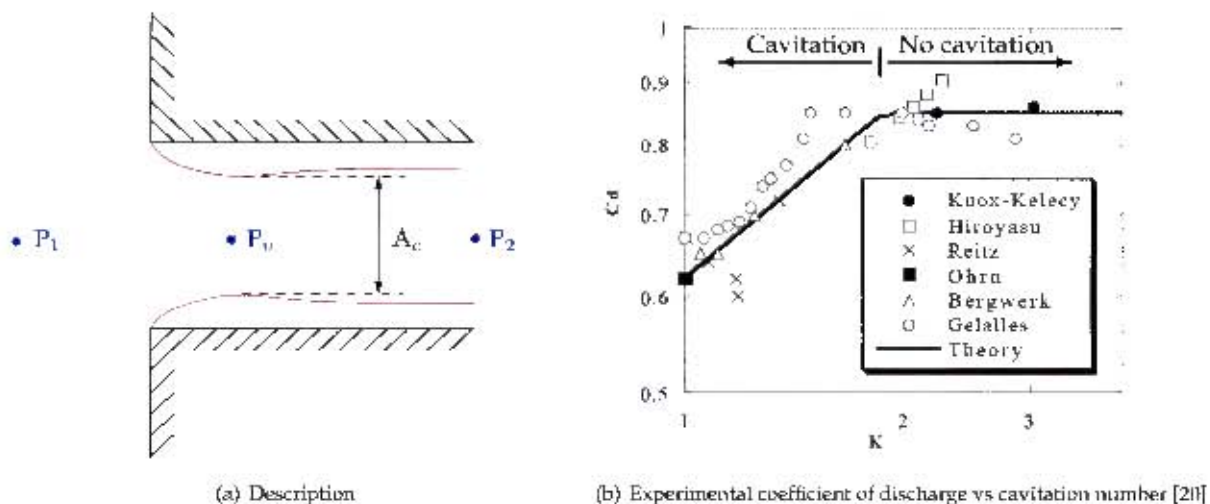 P1
Pv
Ac
P2
(a) Description
Cavitation
No cavitation
1
0.9
0.8
0.7
0.6
0.5
Cd
Knox-Kelecy
Hiroyasu
Reitz
Ohrn
Bergwerk
Gelalles
Theory
1
2
3
K
(b) Experimental coefficient of discharge vs cavitation number [20]